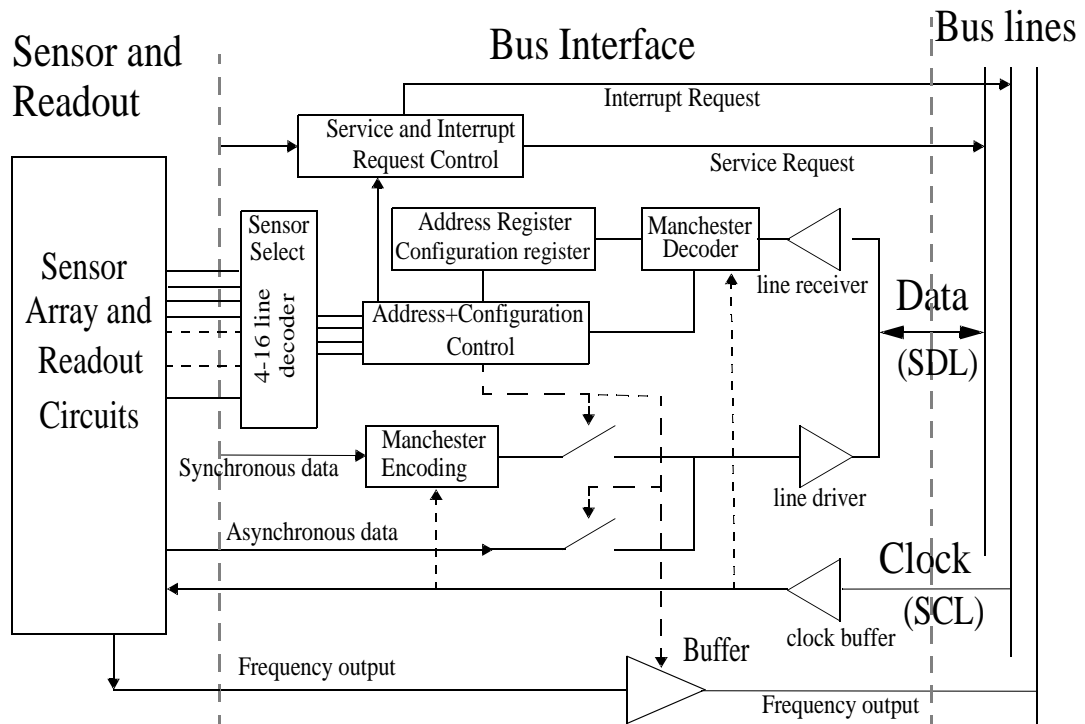 Sensor and
Readout
Bus Interface
Bus lines
Interrupt Request
Service and Interrupt
Request Control
Service Request
Sensor
Select
4-16 line
decoder
Address Register
Configuration register
Manchester
Decoder
line receiver
Sensor
Array and
Readout
Circuits
Address+Configuration
Control
Data
(SDL)
Manchester
Encoding
Synchronous data
line driver
Asynchronous data
Clock
(SCL)
clock buffer
Buffer
Frequency output
Frequency output